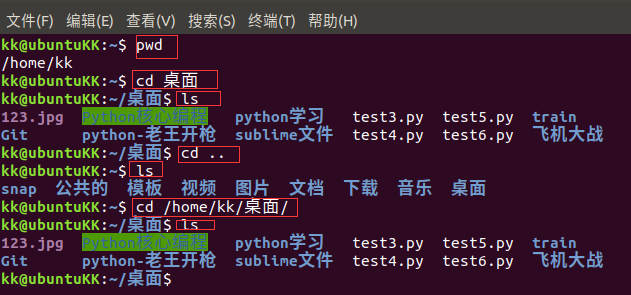 文件(F) 编辑(E) 查看(V) 搜索(S) 终端(T) 帮助(H)
kk@ubuntuKK:~$ pwd
/home/kk
kk@ubuntuKK:~$ cd 桌面
kk@ubuntuKK:~/桌面$ ls
123.jpg Python核心编程 python学习 test3.py test5.py train
Git python-老王开枪 sublime文件 test4.py test6.py 飞机大战
kk@ubuntuKK:~/桌面$ cd ..
kk@ubuntuKK:~$ ls
snap 公共的 模板 视频 图片 文档 下载 音乐 桌面
kk@ubuntuKK:~$ cd /home/kk/桌面/
kk@ubuntuKK:~/桌面$ ls
123.jpg Python核心编程 python学习 test3.py test5.py train
Git python-老王开枪 sublime文件 test4.py test6.py 飞机大战
kk@ubuntuKK:~/桌面$